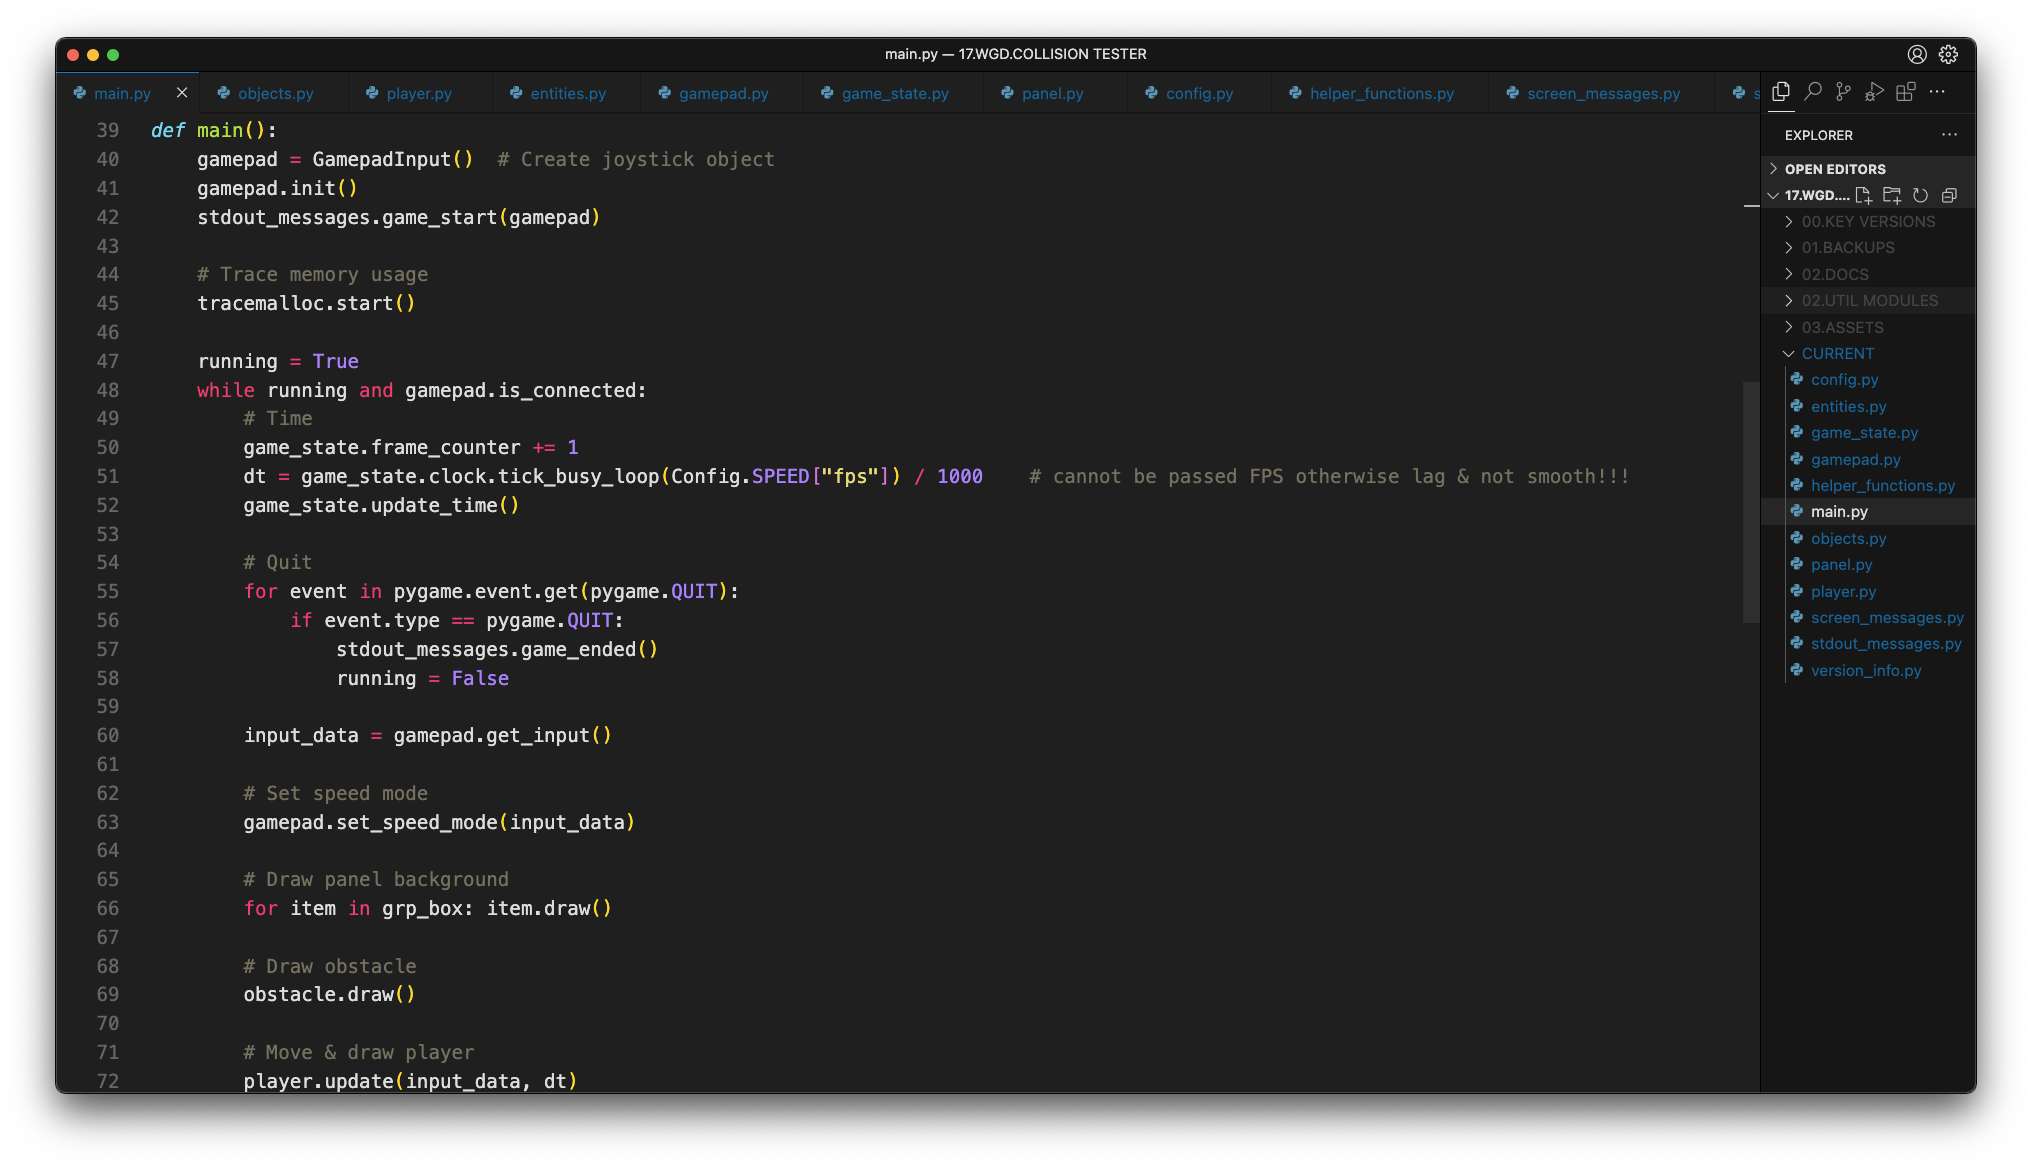 main.py — 17.WGD.COLLISION TESTER
main.py objects.py player.py entities.py gamepad.py game_state.py panel.py config.py helper_functions.py screen_messages.py s
39 def main():
40     gamepad = GamepadInput()  # Create joystick object
41     gamepad.init()
42     stdout_messages.game_start(gamepad)
43
44     # Trace memory usage
45     tracemalloc.start()
46
47     running = True
48     while running and gamepad.is_connected:
49         # Time
50         game_state.frame_counter += 1
51         dt = game_state.clock.tick_busy_loop(Config.SPEED["fps"]) / 1000    # cannot be passed FPS otherwise lag & not smooth!!!
52         game_state.update_time()
53
54         # Quit
55         for event in pygame.event.get(pygame.QUIT):
56             if event.type == pygame.QUIT:
57                 stdout_messages.game_ended()
58                 running = False
59
60         input_data = gamepad.get_input()
61
62         # Set speed mode
63         gamepad.set_speed_mode(input_data)
64
65         # Draw panel background
66         for item in grp_box: item.draw()
67
68         # Draw obstacle
69         obstacle.draw()
70
71         # Move & draw player
72         player.update(input_data, dt)
EXPLORER
OPEN EDITORS
17.WGD....
00.KEY VERSIONS
01.BACKUPS
02.DOCS
02.UTIL MODULES
03.ASSETS
CURRENT
config.py
entities.py
game_state.py
gamepad.py
helper_functions.py
main.py
objects.py
panel.py
player.py
screen_messages.py
stdout_messages.py
version_info.py